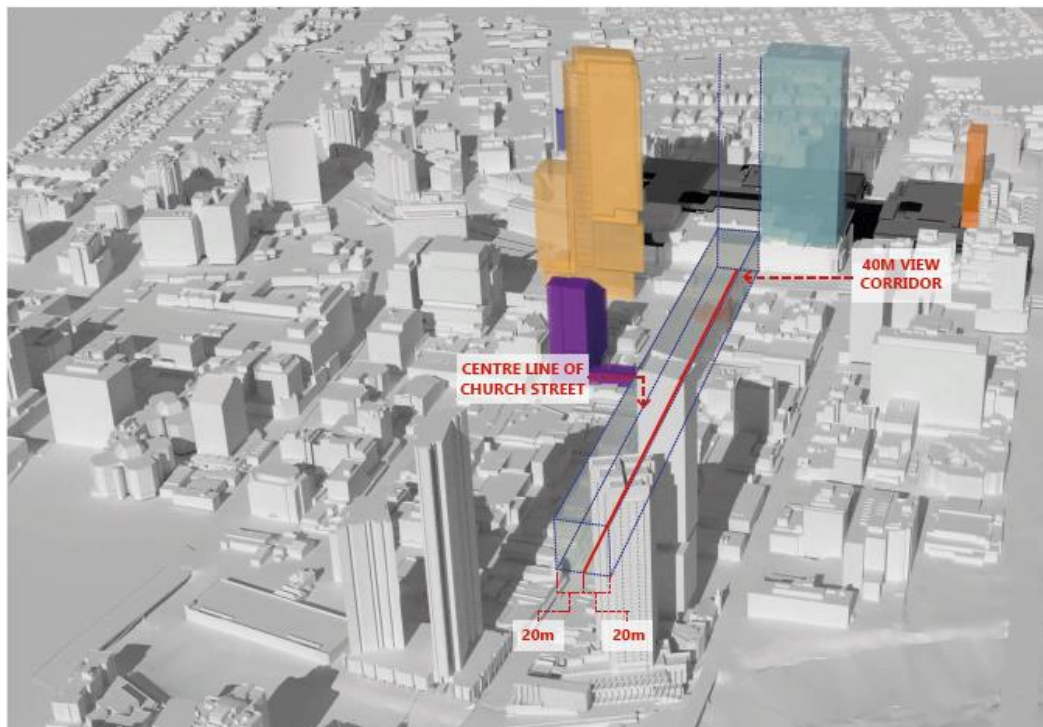 40M VIEW
CORRIDOR
CENTRE LINE OF
CHURCH STREET
20m
20m